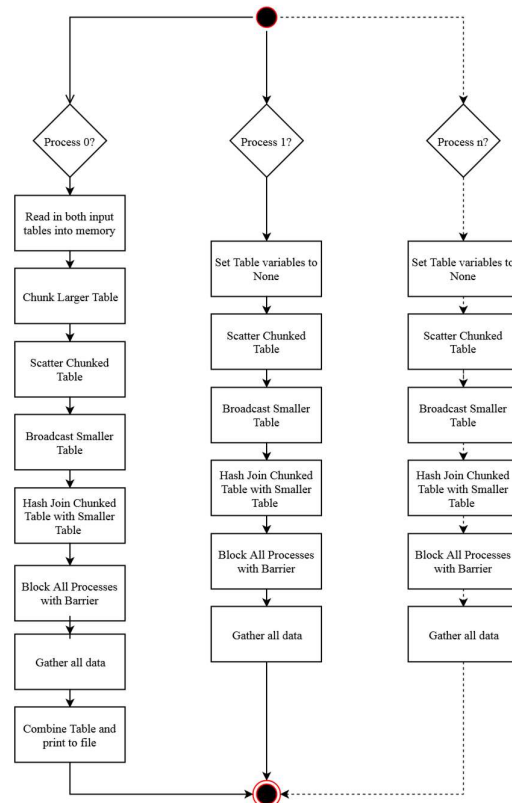 Process 0?
Read in both input
tables into memory
Chunk Larger Table
Scatter Chunked
Table
Broadcast Smaller
Table
Hash Join Chunked
Table with Smaller
Table
Block All Processes
with Barrier
Gather all data
Combine Table and
print to file
Process 1?
Set Table variables to
None
Scatter Chunked
Table
Broadcast Smaller
Table
Hash Join Chunked
Table with Smaller
Table
Block All Processes
with Barrier
Gather all data
Process n?
Set Table variables to
None
Scatter Chunked
Table
Broadcast Smaller
Table
Hash Join Chunked
Table with Smaller
Table
Block All Processes
with Barrier
Gather all data